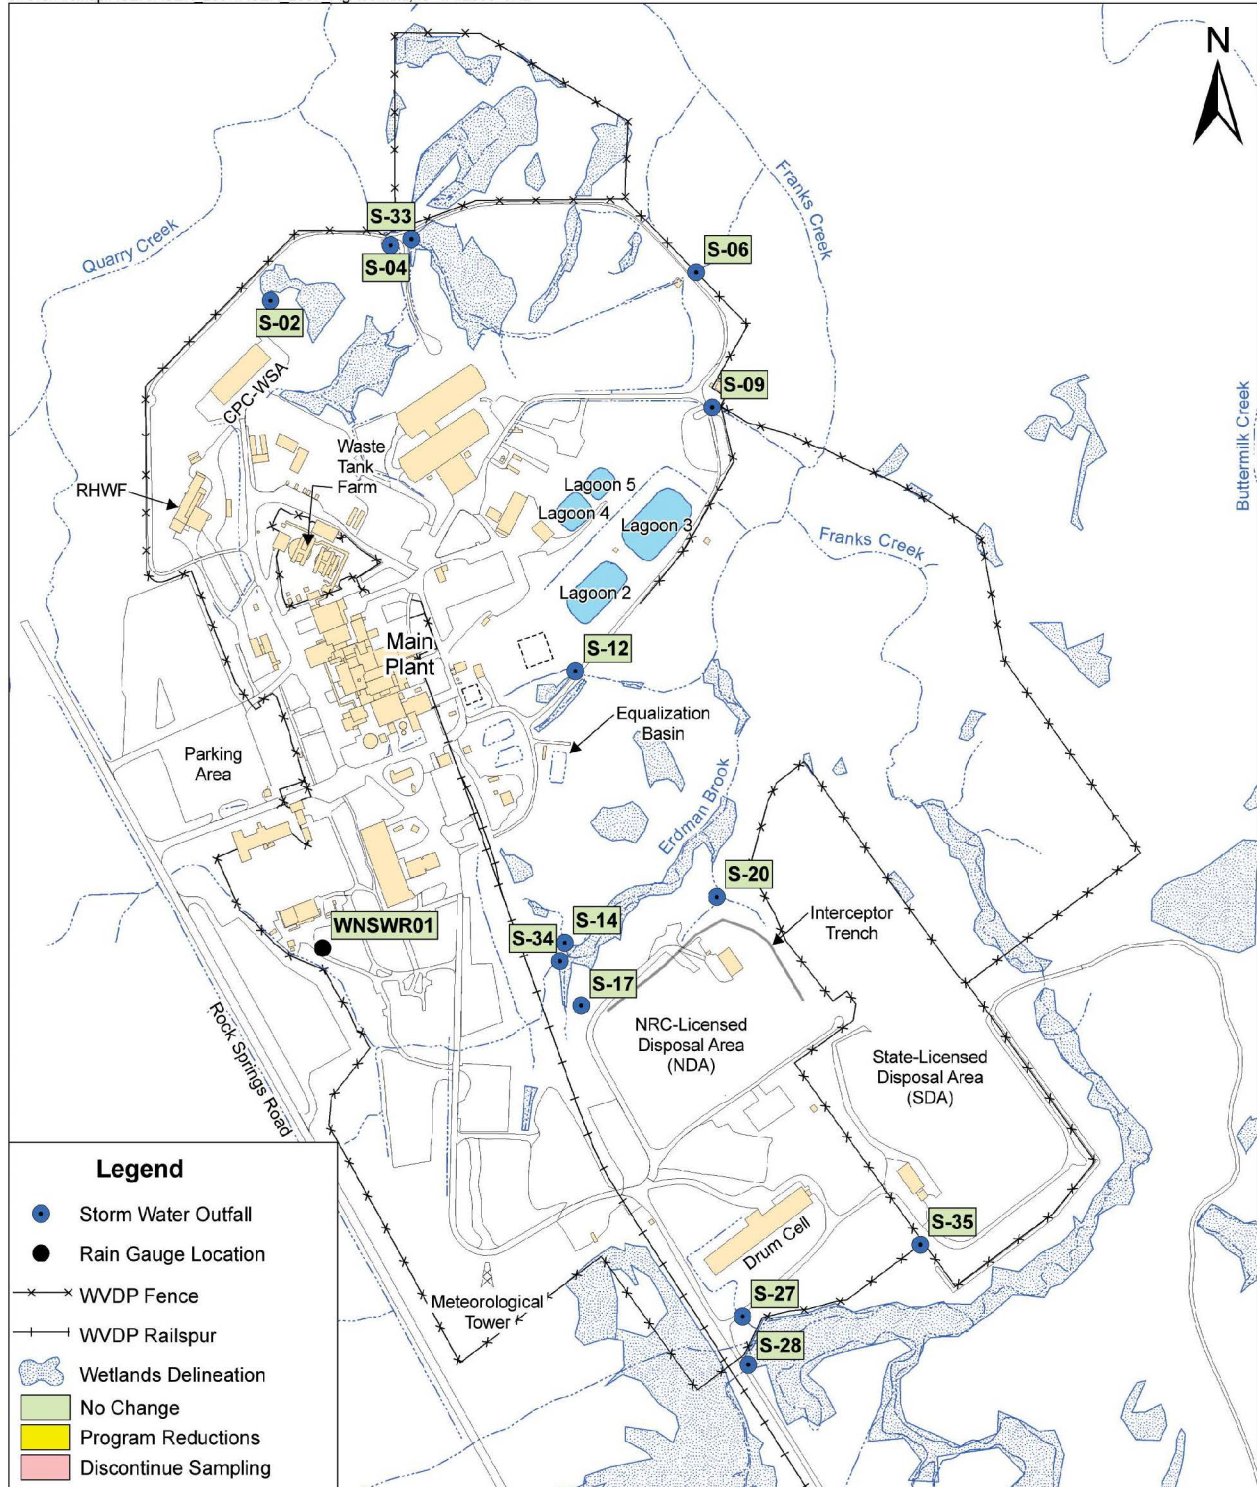 N
Franks Creek
S-33
Quarry Creek
S-06
S-04
S-02
S-09
CPC-WSA
Buttermilk Creek
Waste
Tank
Farm
RHWF
Lagoon 5
Lagoon 4
Lagoon 3
Franks Creek
Lagoon 2
Main
Plant
S-12
Equalization
Basin
Parking
Area
Erdman Brook
S-20
WNSWR01
S-14
S-34
Interceptor
Trench
S-17
NRC-Licensed
Disposal Area
(NDA)
State-Licensed
Disposal Area
(SDA)
Rock Springs Road
S-35
Drum Cell
Meteorological
Tower
S-27
S-28
Legend
Storm Water Outfall
Rain Gauge Location
WVDP Fence
WVDP Railspur
Wetlands Delineation
No Change
Program Reductions
Discontinue Sampling